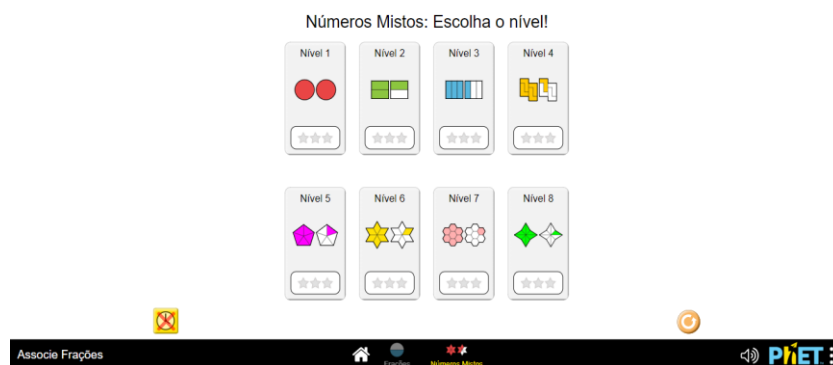 Números Mistos: Escolha o nível!
Nível 1
Nível 2
Nível 3
Nível 4
Nível 5
Nível 6
Nível 7
Nível 8
Associe Frações
Frações
Números Mistos
PhET